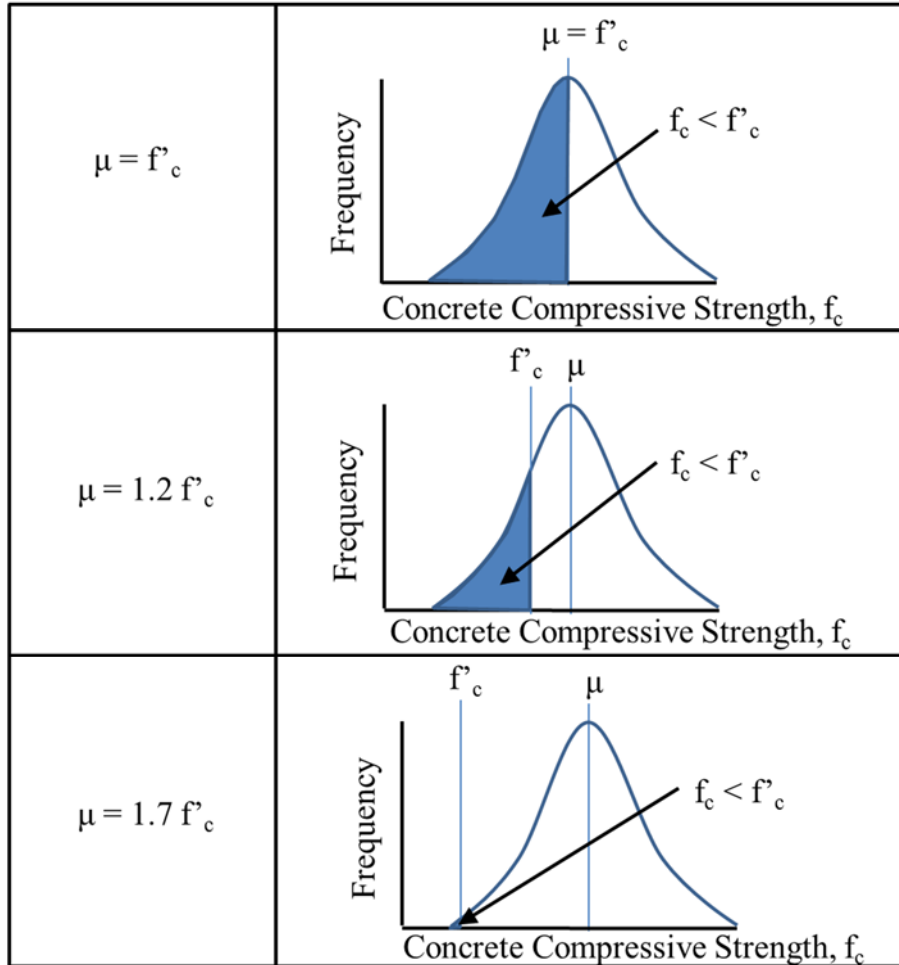 μ = f’c
μ = f’c
fc < f’c
Frequency
Concrete Compressive Strength, fc
μ = 1.2 f’c
f’c μ
fc < f’c
Frequency
Concrete Compressive Strength, fc
μ = 1.7 f’c
f’c μ
fc < f’c
Frequency
Concrete Compressive Strength, fc